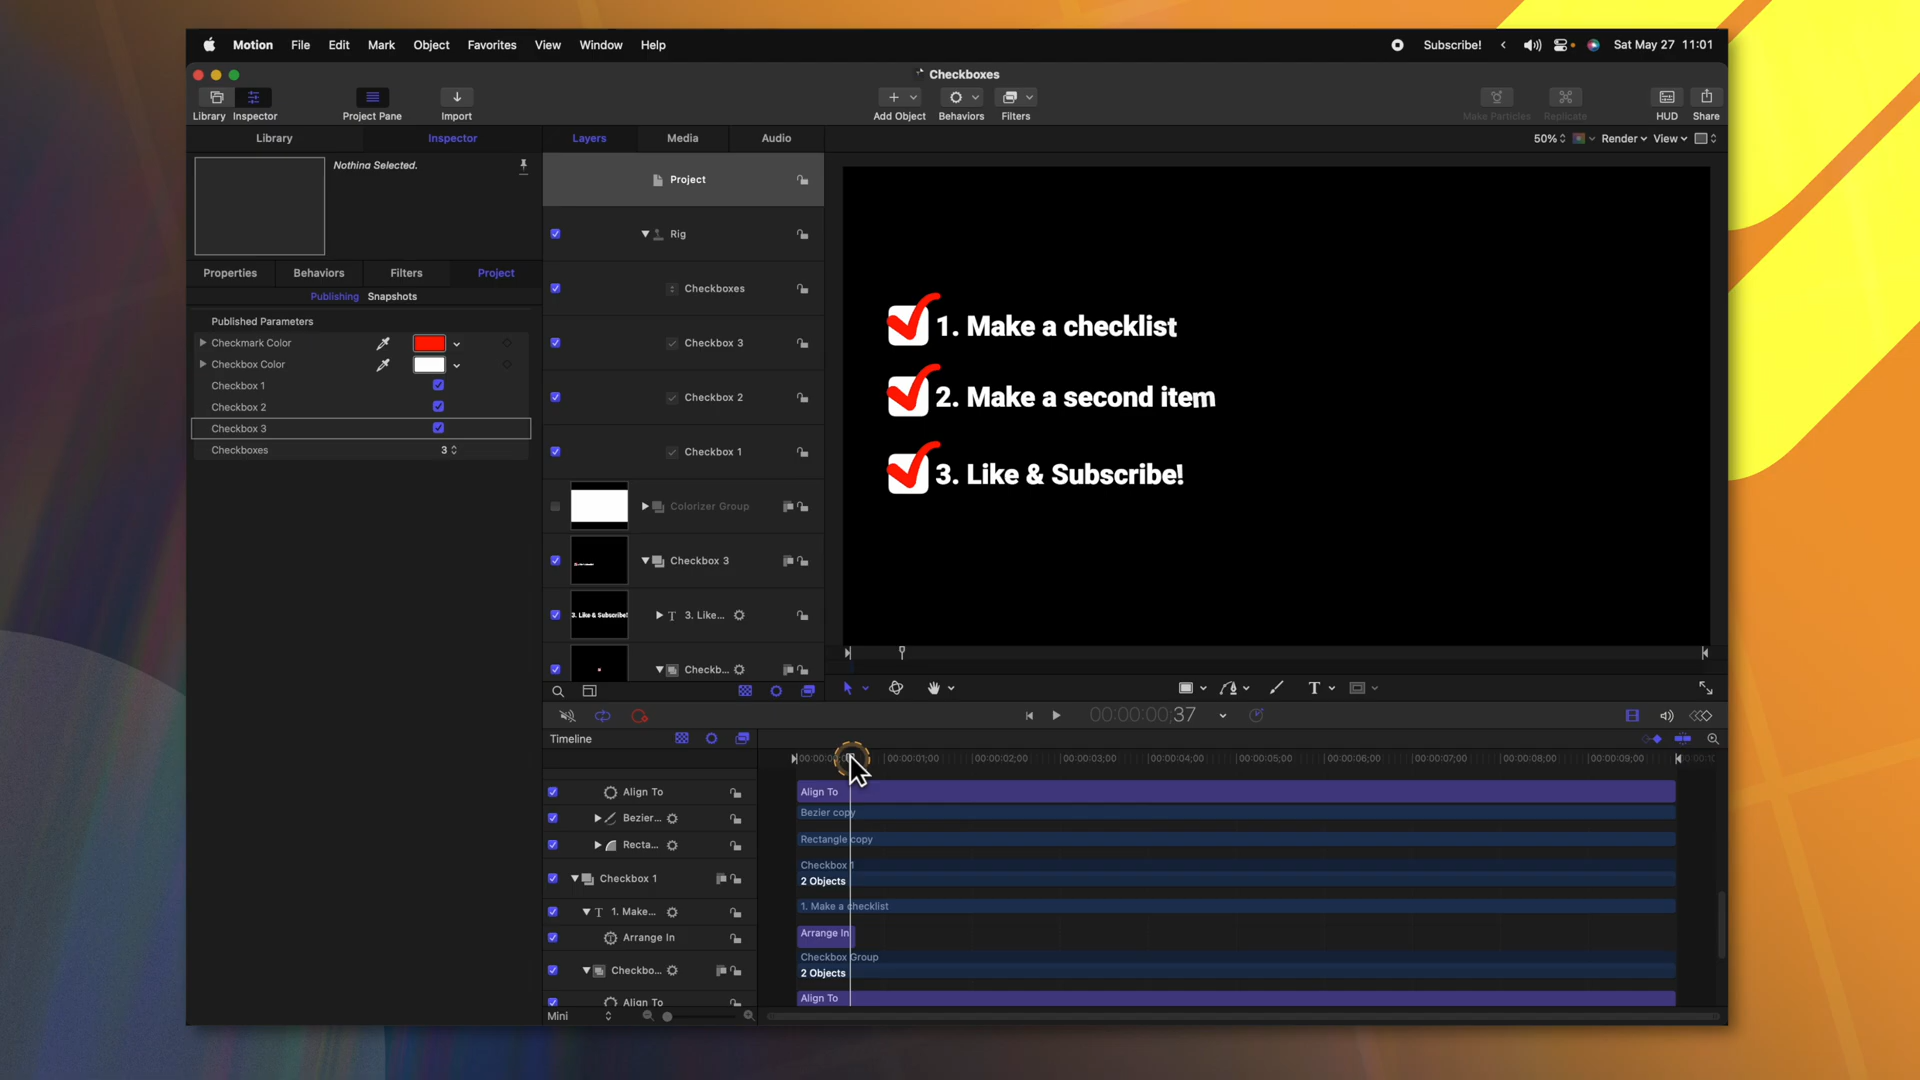 Motion File Edit Mark Object Favorites View Window Help
Subscribe! Sat May 27 11:01
Checkboxes
Library Inspector Project Pane Import
Add Object Behaviors Filters
Make Particles Replicate HUD Share
Library Inspector Layers Media Audio
50% Render View
Nothing Selected.
Project
Rig
Properties Behaviors Filters Project
Publishing Snapshots
Published Parameters
Checkmark Color
Checkbox Color
Checkbox 1
Checkbox 2
Checkbox 3
Checkboxes 3
Checkboxes
Checkbox 3
Checkbox 2
Checkbox 1
Colorizer Group
Checkbox 3
3. Like & Subscribe!
3. Like...
Checkb...
1. Make a checklist
2. Make a second item
3. Like & Subscribe!
T
00:00:00;37
Timeline
00:00:01;00 00:00:02;00 00:00:03;00 00:00:04;00 00:00:05;00 00:00:06;00 00:00:07;00 00:00:08;00 00:00:09;00
Align To
Align To
Bezier...
Bezier copy
Recta...
Rectangle copy
Checkbox 1
Checkbox 1
2 Objects
T 1. Make...
1. Make a checklist
Arrange In
Arrange In
Checkbo...
Checkbox Group
2 Objects
Align To
Align To
Mini